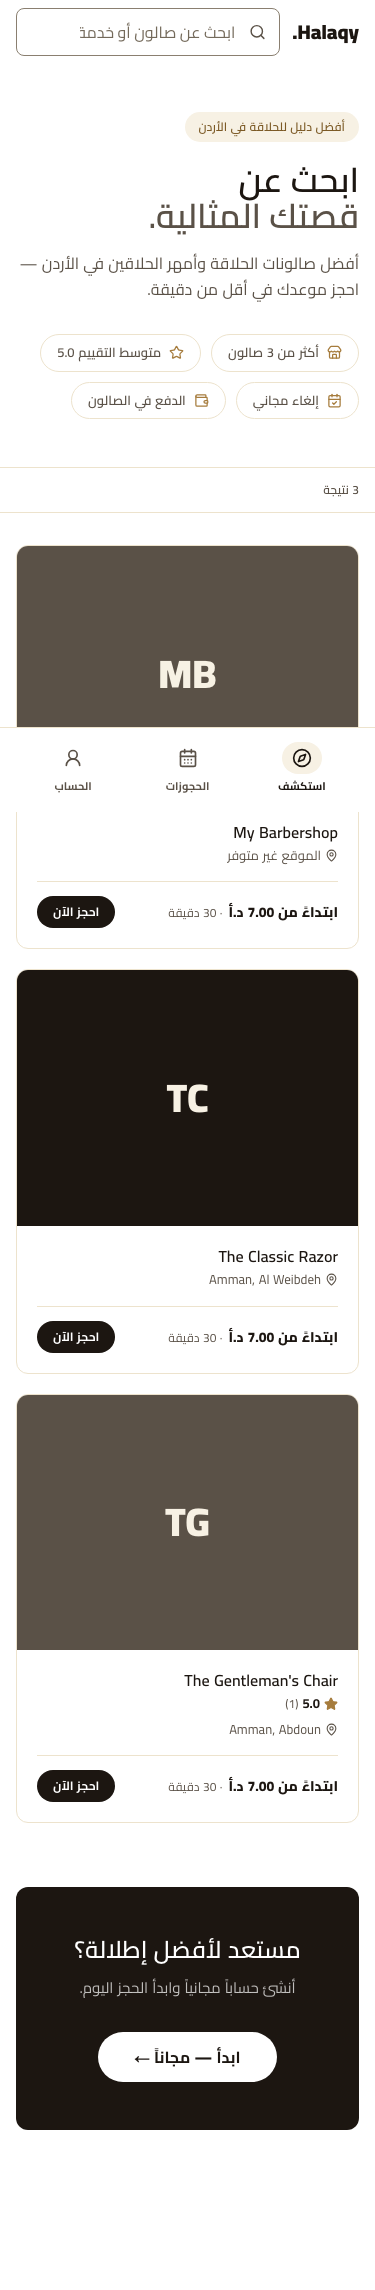 Halaqy.
ابحث عن صالون أو خدمة
أفضل دليل للحلاقة في الأردن
ابحث عن
قصتك المثالية.
أفضل صالونات الحلاقة وأمهر الحلاقين في الأردن —
احجز موعدك في أقل من دقيقة.
أكثر من 3 صالون
متوسط التقييم 5.0
إلغاء مجاني
الدفع في الصالون
3 نتيجة
MB
استكشف
الحجوزات
الحساب
My Barbershop
الموقع غير متوفر
ابتداءً من 7.00 د.أ · 30 دقيقة
احجز الآن
TC
The Classic Razor
Amman, Al Weibdeh
ابتداءً من 7.00 د.أ · 30 دقيقة
احجز الآن
TG
The Gentleman's Chair
5.0 (1)
Amman, Abdoun
ابتداءً من 7.00 د.أ · 30 دقيقة
احجز الآن
مستعد لأفضل إطلالة؟
أنشئ حساباً مجانياً وابدأ الحجز اليوم.
ابدأ — مجاناً ←